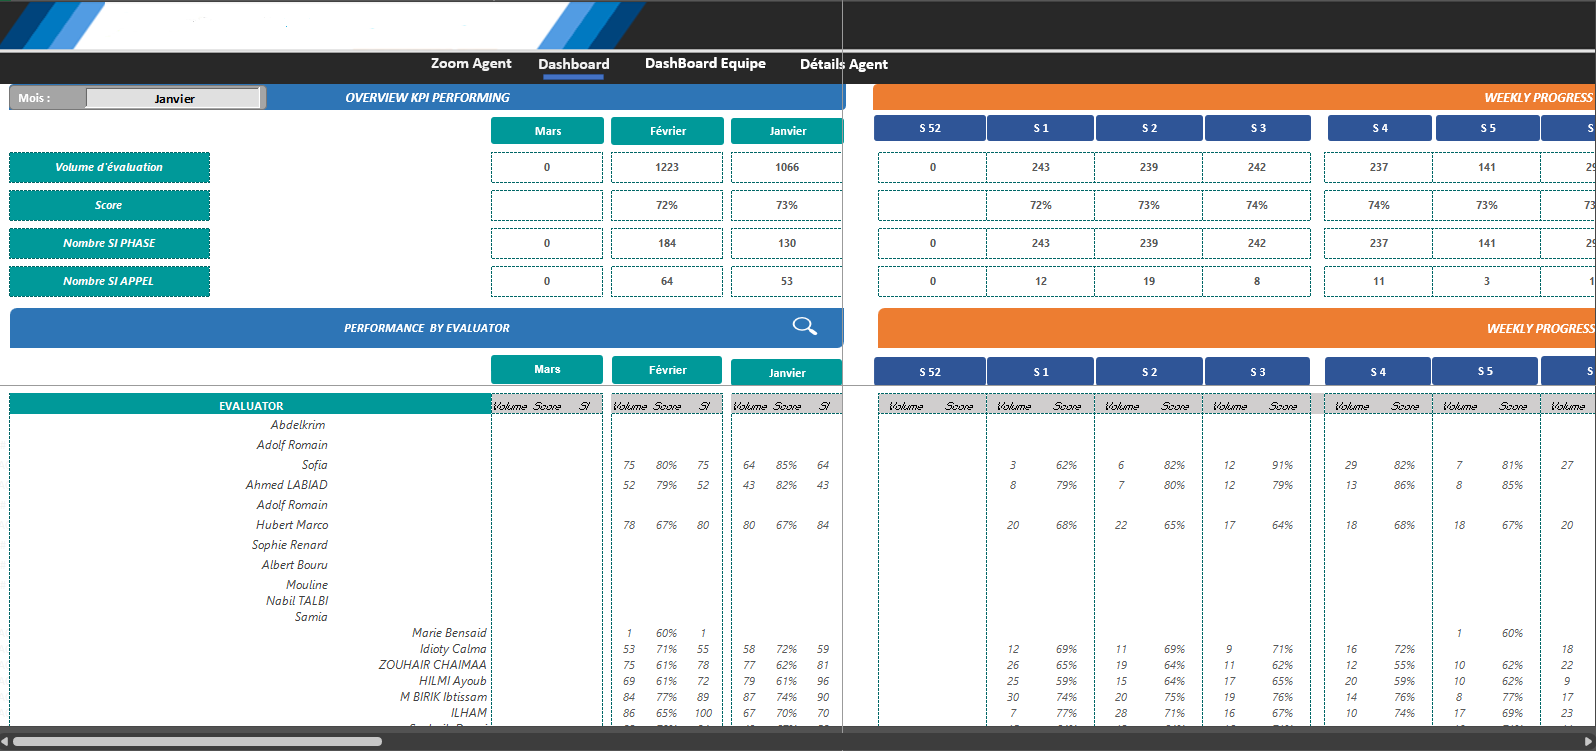 Zoom Agent Dashboard DashBoard Equipe Détails Agent
Mois : Janvier OVERVIEW KPI PERFORMING WEEKLY PROGRESS
Mars Février Janvier S 52 S 1 S 2 S 3 S 4 S 5 S
Volume d'évaluation 0 1223 1066 0 243 239 242 237 141 29
Score 72% 73% 72% 73% 74% 74% 73% 73
Nombre SI PHASE 0 184 130 0 243 239 242 237 141 29
Nombre SI APPEL 0 64 53 0 12 19 8 11 3 1
PERFORMANCE BY EVALUATOR WEEKLY PROGRESS
Mars Février Janvier S 52 S 1 S 2 S 3 S 4 S 5 S
EVALUATOR Volume Score SI Volume Score SI Volume Score SI Volume Score Volume Score Volume Score Volume Score Volume Score Volume Score Volume
Abdelkrim
Adolf Romain
Sofia 75 80% 75 64 85% 64 3 62% 6 82% 12 91% 29 82% 7 81% 27
Ahmed LABIAD 52 79% 52 43 82% 43 8 79% 7 80% 12 79% 13 86% 8 85%
Adolf Romain
Hubert Marco 78 67% 80 80 67% 84 20 68% 22 65% 17 64% 18 68% 18 67% 20
Sophie Renard
Albert Bouru
Mouline
Nabil TALBI
Samia
Marie Bensaid 1 60% 1 1 60%
Idioty Calma 53 71% 55 58 72% 59 12 69% 11 69% 9 71% 16 72% 18
ZOUHAIR CHAIMAA 75 61% 78 77 62% 81 26 65% 19 64% 11 62% 12 55% 10 62% 22
HILMI Ayoub 69 61% 72 79 61% 96 25 59% 15 64% 17 65% 20 59% 10 62% 9
M BIRIK Ibtissam 84 77% 89 87 74% 90 30 74% 20 75% 19 76% 14 76% 8 77% 17
ILHAM 86 65% 100 67 70% 70 7 77% 28 71% 16 67% 10 74% 17 69% 23